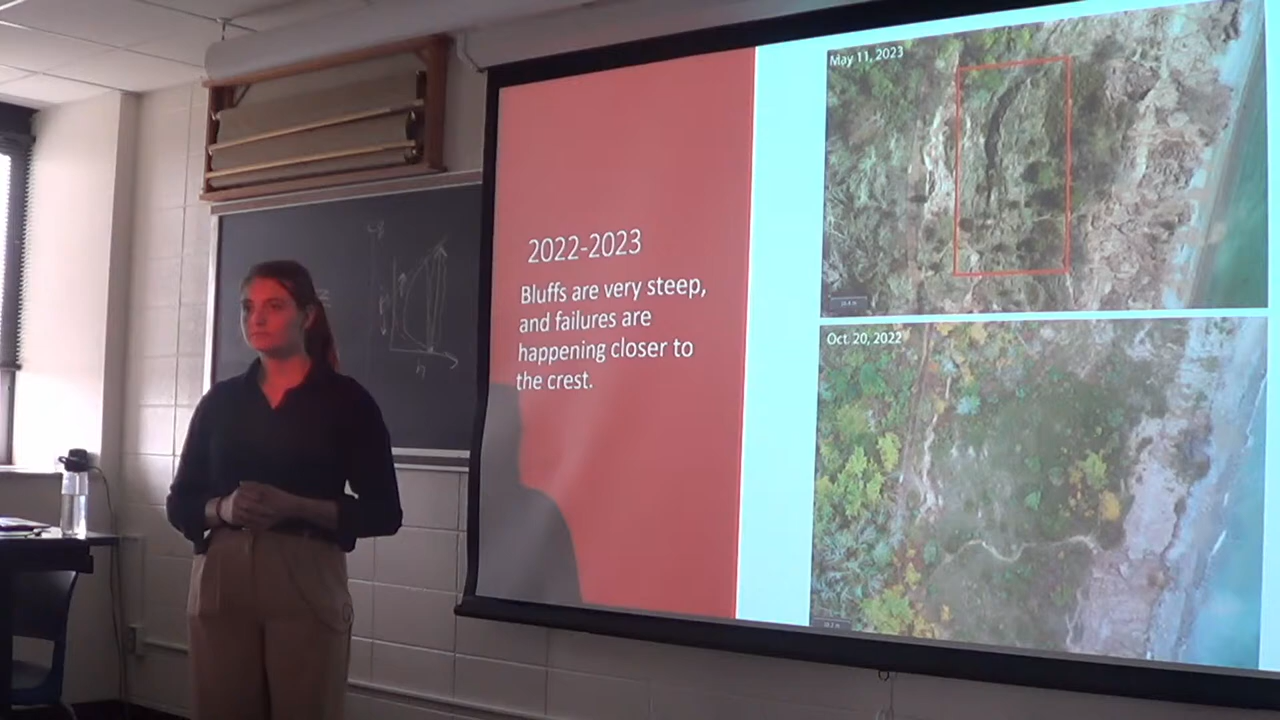 2022-2023
Bluffs are very steep,
and failures are
happening closer to
the crest.
May 11, 2023
Oct. 20, 2022